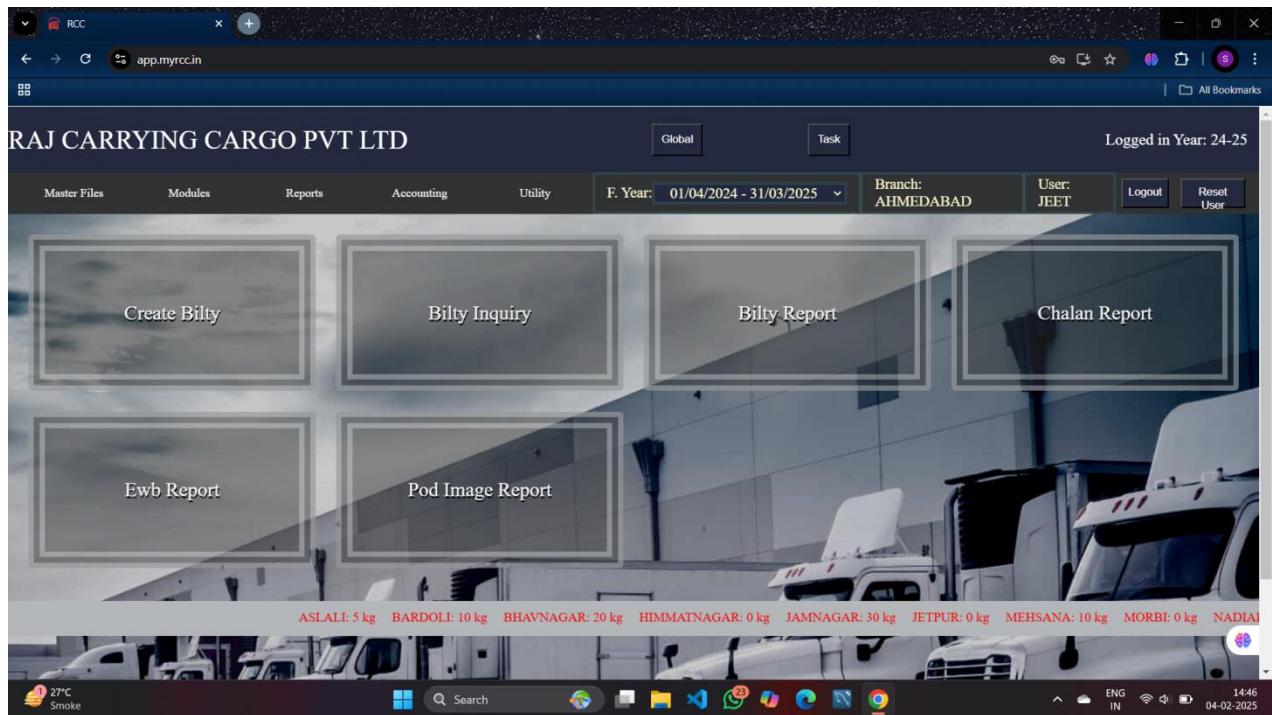 RCC
app.myrcc.in
All Bookmarks
RAJ CARRYING CARGO PVT LTD
Global
Task
Logged in Year: 24-25
Master Files
Modules
Reports
Accounting
Utility
F. Year: 01/04/2024 - 31/03/2025
Branch:
AHMEDABAD
User:
JEET
Logout
Reset
User
Create Bilty
Bilty Inquiry
Bilty Report
Chalan Report
Ewb Report
Pod Image Report
ASLALI: 5 kg BARDOLI: 10 kg BHAVNAGAR: 20 kg HIMMATNAGAR: 0 kg JAMNAGAR: 30 kg JETPUR: 0 kg MEHSANA: 10 kg MORBI: 0 kg
S
1
27°C
Smoke
Search
23
ENG
IN
14:46
04-02-2025